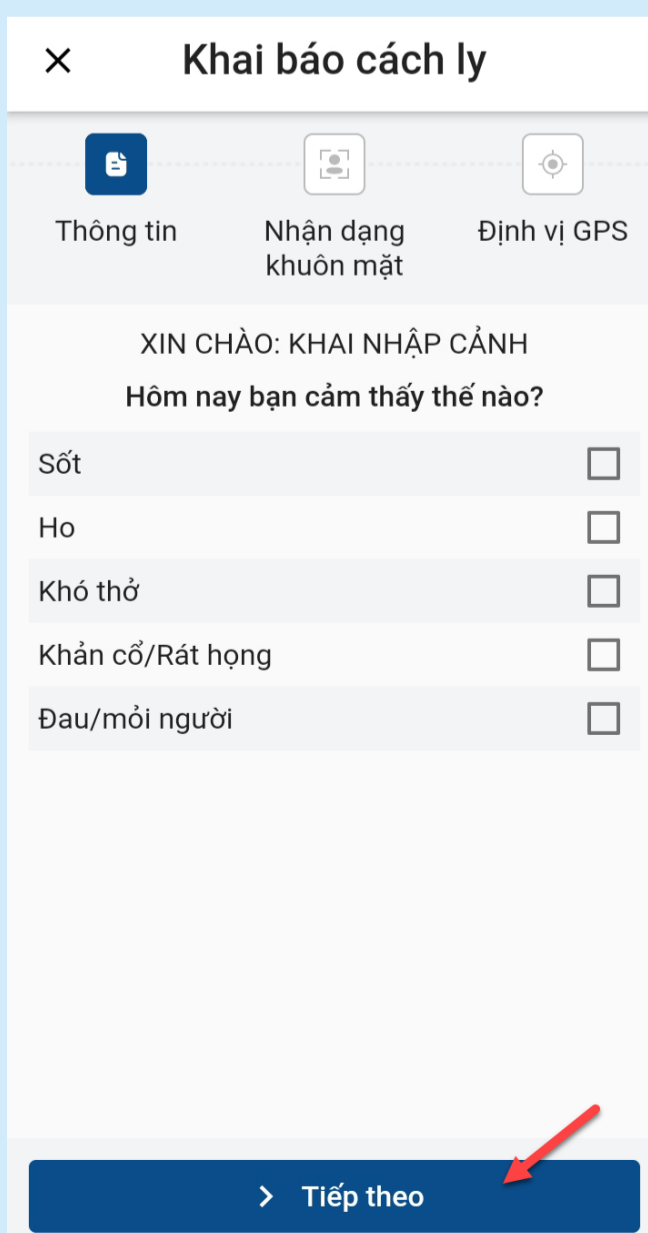 Khai báo cách ly
Thông tin
Nhận dạng
khuôn mặt
Định vị GPS
XIN CHÀO: KHAI NHẬP CẢNH
Hôm nay bạn cảm thấy thế nào?
Sốt
Ho
Khó thở
Khản cổ/Rát họng
Đau/mỏi người
Tiếp theo